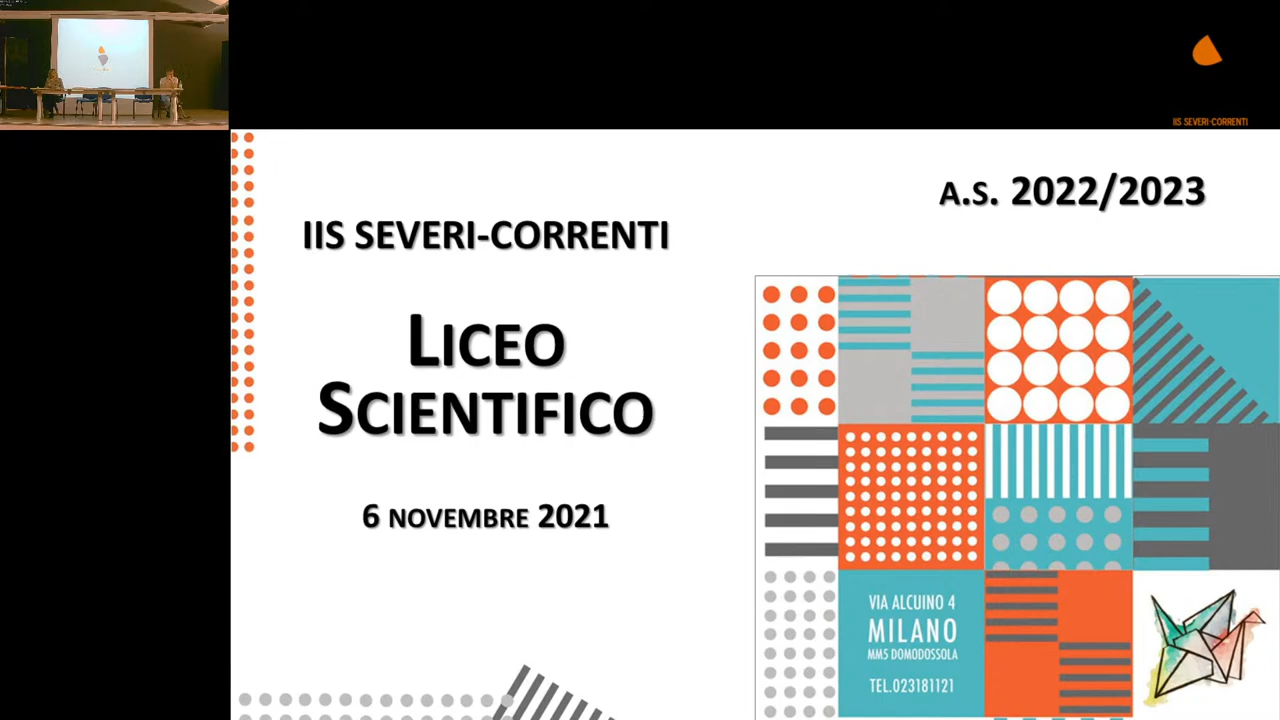 IIS SEVERI-CORRENTI
A.S. 2022/2023
IIS SEVERI-CORRENTI
LICEO
SCIENTIFICO
6 NOVEMBRE 2021
VIA ALCUINO 4
MILANO
MM5 DOMODOSSOLA
TEL.023181121